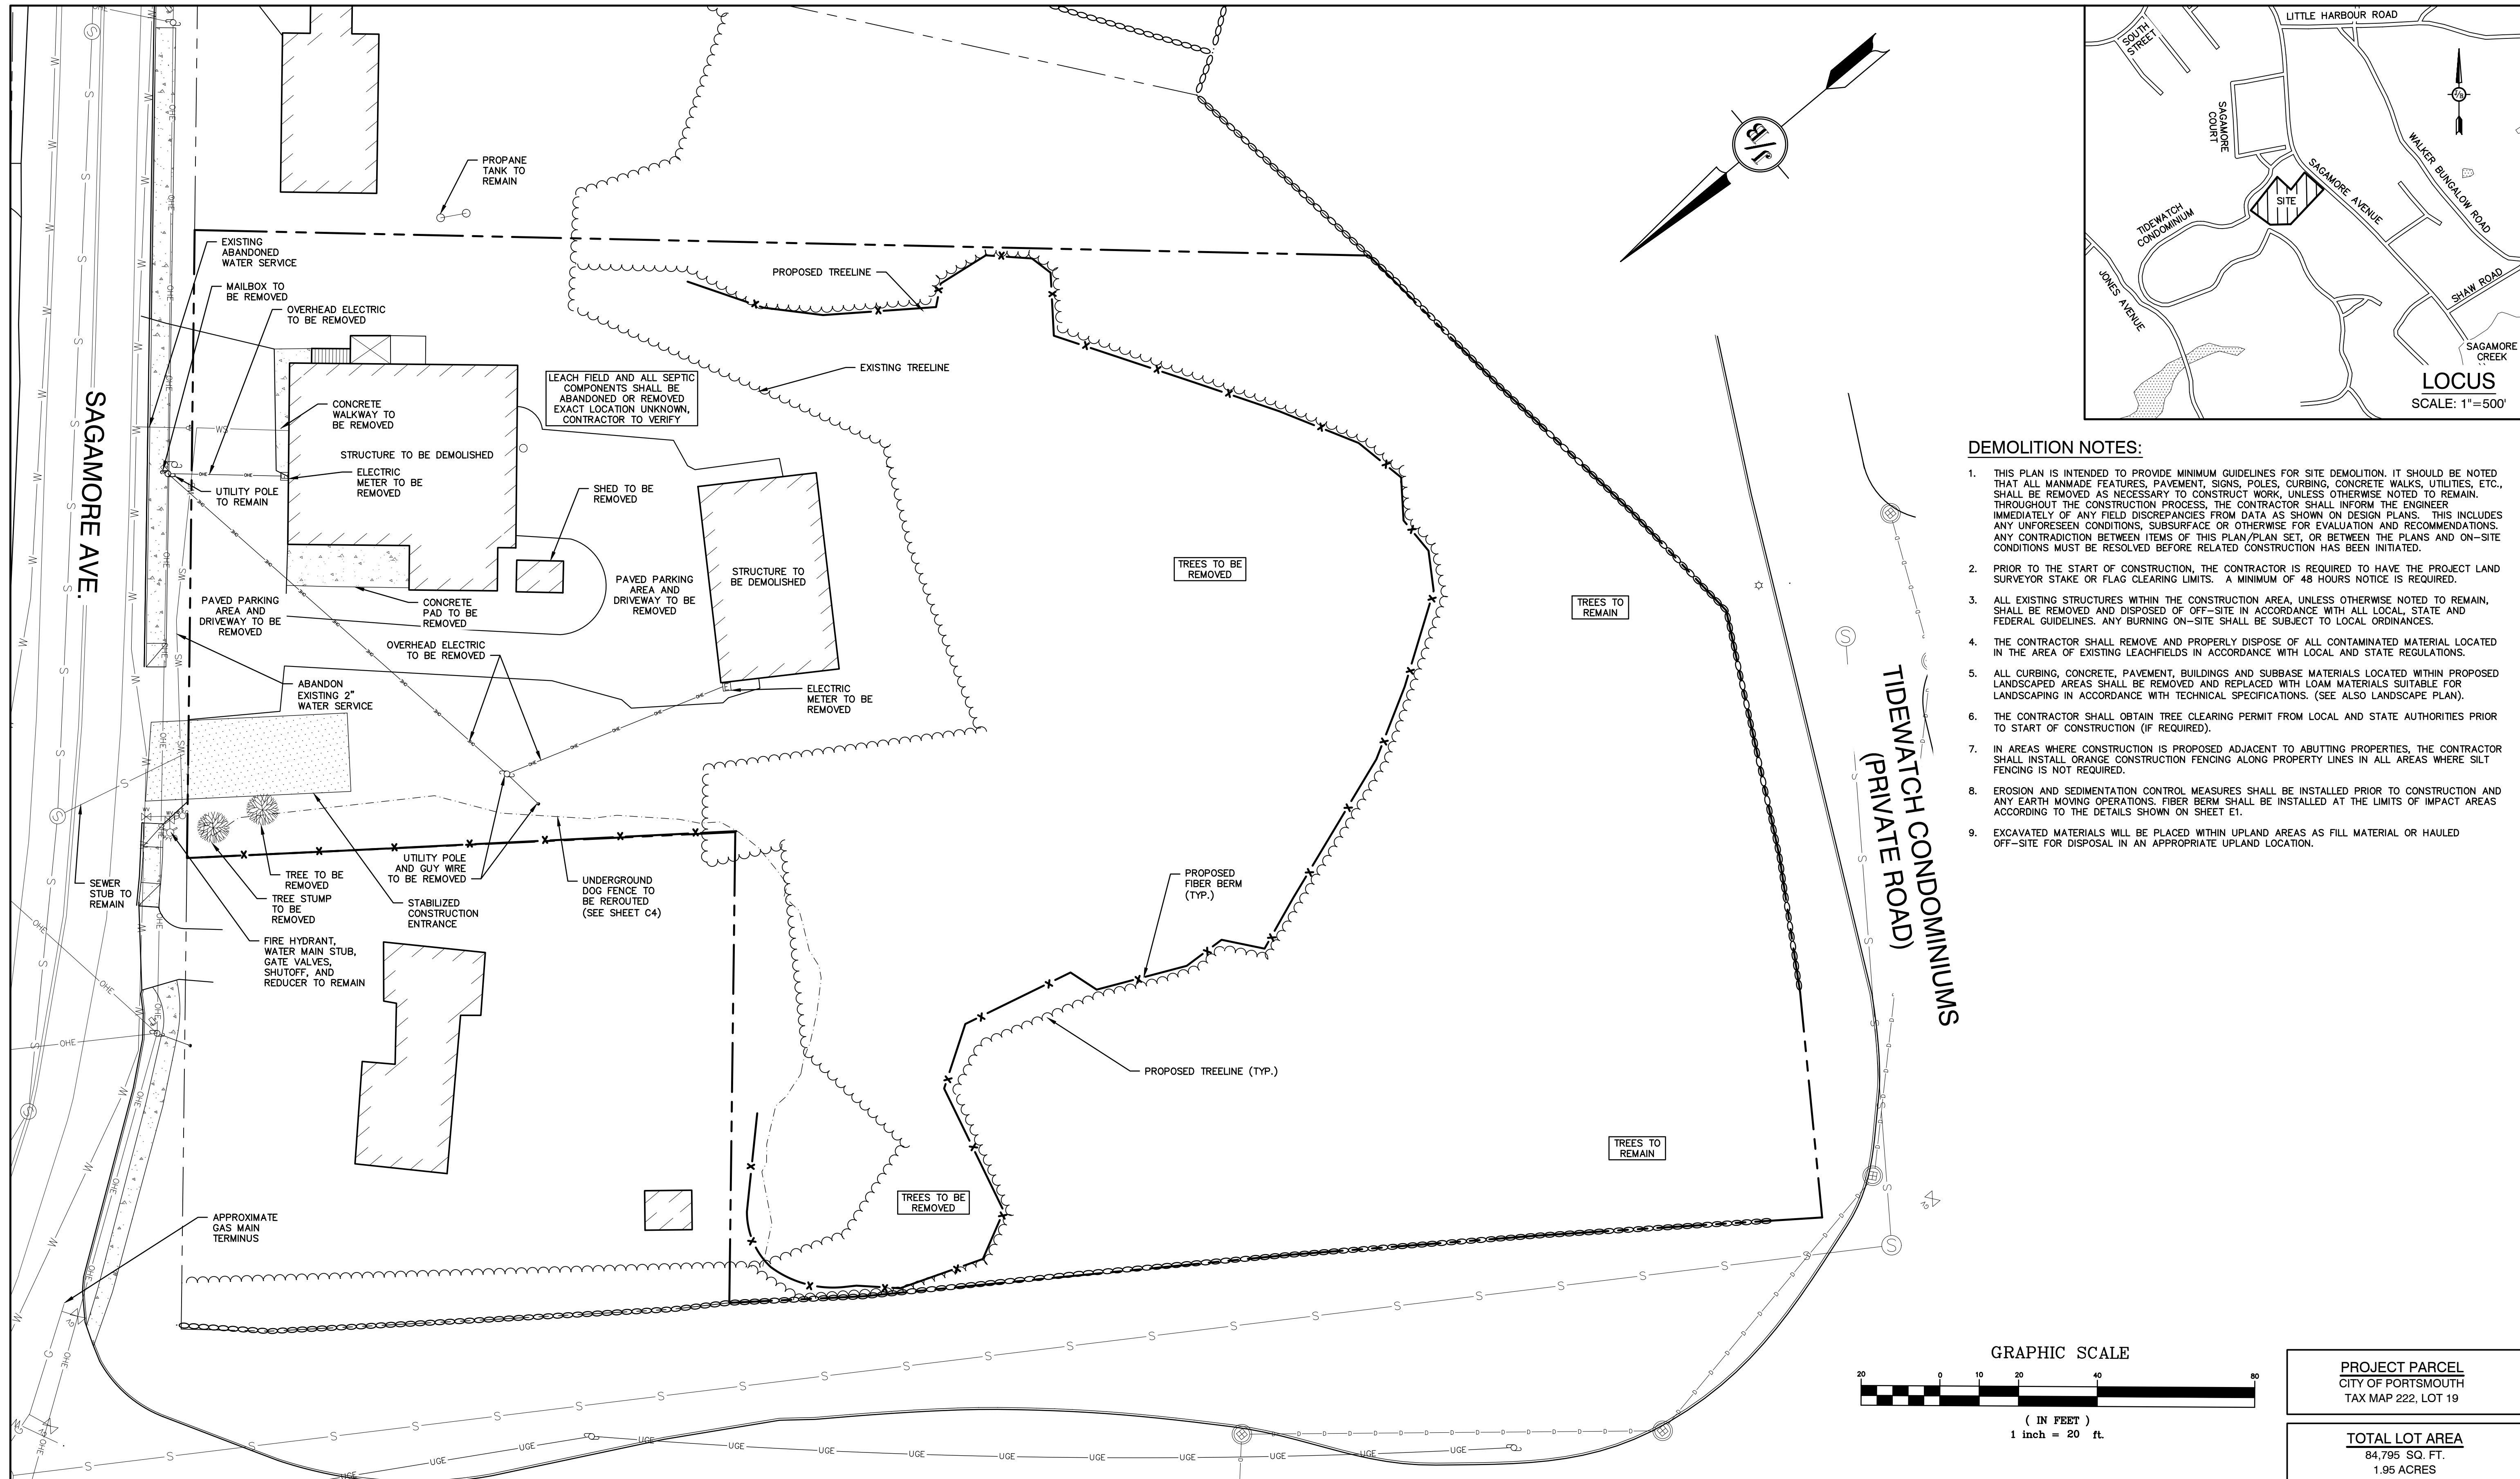 LITTLE HARBOUR ROAD
SOUTH
STREET
SAGAMORE
COURT
WALKER BUNGALOW ROAD
SAGAMORE AVENUE
SITE
J/B
TIDEWATCH
CONDOMINIUM
JONES AVENUE
SHAW ROAD
SAGAMORE
CREEK
LOCUS
SCALE: 1"=500'
J/B
PROPANE
TANK TO
REMAIN
EXISTING
ABANDONED
WATER SERVICE
MAILBOX TO
BE REMOVED
OVERHEAD ELECTRIC
TO BE REMOVED
PROPOSED TREELINE
EXISTING TREELINE
LEACH FIELD AND ALL SEPTIC
COMPONENTS SHALL BE
ABANDONED OR REMOVED
EXACT LOCATION UNKNOWN,
CONTRACTOR TO VERIFY
CONCRETE
WALKWAY TO
BE REMOVED
STRUCTURE TO BE DEMOLISHED
ELECTRIC
METER TO BE
REMOVED
UTILITY POLE
TO REMAIN
SHED TO BE
REMOVED
SAGAMORE AVE.
STRUCTURE TO
BE DEMOLISHED
PAVED PARKING
AREA AND
DRIVEWAY TO BE
REMOVED
PAVED PARKING
AREA AND
DRIVEWAY TO BE
REMOVED
CONCRETE
PAD TO BE
REMOVED
TREES TO BE
REMOVED
TREES TO
REMAIN
OVERHEAD ELECTRIC
TO BE REMOVED
ABANDON
EXISTING 2"
WATER SERVICE
ELECTRIC
METER TO BE
REMOVED
TIDEWATCH CONDOMINIUMS
(PRIVATE ROAD)
SEWER
STUB TO
REMAIN
TREE TO BE
REMOVED
TREE STUMP
TO BE
REMOVED
STABILIZED
CONSTRUCTION
ENTRANCE
UTILITY POLE
AND GUY WIRE
TO BE REMOVED
UNDERGROUND
DOG FENCE TO
BE REROUTED
(SEE SHEET C4)
FIRE HYDRANT,
WATER MAIN STUB,
GATE VALVES,
SHUTOFF, AND
REDUCER TO REMAIN
PROPOSED
FIBER BERM
(TYP.)
PROPOSED TREELINE (TYP.)
TREES TO
REMAIN
TREES TO BE
REMOVED
APPROXIMATE
GAS MAIN
TERMINUS
DEMOLITION NOTES:
1. THIS PLAN IS INTENDED TO PROVIDE MINIMUM GUIDELINES FOR SITE DEMOLITION. IT SHOULD BE NOTED
THAT ALL MANMADE FEATURES, PAVEMENT, SIGNS, POLES, CURBING, CONCRETE WALKS, UTILITIES, ETC.,
SHALL BE REMOVED AS NECESSARY TO CONSTRUCT WORK, UNLESS OTHERWISE NOTED TO REMAIN.
THROUGHOUT THE CONSTRUCTION PROCESS, THE CONTRACTOR SHALL INFORM THE ENGINEER
IMMEDIATELY OF ANY FIELD DISCREPANCIES FROM DATA AS SHOWN ON DESIGN PLANS. THIS INCLUDES
ANY UNFORESEEN CONDITIONS, SUBSURFACE OR OTHERWISE FOR EVALUATION AND RECOMMENDATIONS.
ANY CONTRADICTION BETWEEN ITEMS OF THIS PLAN/PLAN SET, OR BETWEEN THE PLANS AND ON-SITE
CONDITIONS MUST BE RESOLVED BEFORE RELATED CONSTRUCTION HAS BEEN INITIATED.
2. PRIOR TO THE START OF CONSTRUCTION, THE CONTRACTOR IS REQUIRED TO HAVE THE PROJECT LAND
SURVEYOR STAKE OR FLAG CLEARING LIMITS. A MINIMUM OF 48 HOURS NOTICE IS REQUIRED.
3. ALL EXISTING STRUCTURES WITHIN THE CONSTRUCTION AREA, UNLESS OTHERWISE NOTED TO REMAIN,
SHALL BE REMOVED AND DISPOSED OF OFF-SITE IN ACCORDANCE WITH ALL LOCAL, STATE AND
FEDERAL GUIDELINES. ANY BURNING ON-SITE SHALL BE SUBJECT TO LOCAL ORDINANCES.
4. THE CONTRACTOR SHALL REMOVE AND PROPERLY DISPOSE OF ALL CONTAMINATED MATERIAL LOCATED
IN THE AREA OF EXISTING LEACHFIELDS IN ACCORDANCE WITH LOCAL AND STATE REGULATIONS.
5. ALL CURBING, CONCRETE, PAVEMENT, BUILDINGS AND SUBBASE MATERIALS LOCATED WITHIN PROPOSED
LANDSCAPED AREAS SHALL BE REMOVED AND REPLACED WITH LOAM MATERIALS SUITABLE FOR
LANDSCAPING IN ACCORDANCE WITH TECHNICAL SPECIFICATIONS. (SEE ALSO LANDSCAPE PLAN).
6. THE CONTRACTOR SHALL OBTAIN TREE CLEARING PERMIT FROM LOCAL AND STATE AUTHORITIES PRIOR
TO START OF CONSTRUCTION (IF REQUIRED).
7. IN AREAS WHERE CONSTRUCTION IS PROPOSED ADJACENT TO ABUTTING PROPERTIES, THE CONTRACTOR
SHALL INSTALL ORANGE CONSTRUCTION FENCING ALONG PROPERTY LINES IN ALL AREAS WHERE SILT
FENCING IS NOT REQUIRED.
8. EROSION AND SEDIMENTATION CONTROL MEASURES SHALL BE INSTALLED PRIOR TO CONSTRUCTION AND
ANY EARTH MOVING OPERATIONS. FIBER BERM SHALL BE INSTALLED AT THE LIMITS OF IMPACT AREAS
ACCORDING TO THE DETAILS SHOWN ON SHEET E1.
9. EXCAVATED MATERIALS WILL BE PLACED WITHIN UPLAND AREAS AS FILL MATERIAL OR HAULED
OFF-SITE FOR DISPOSAL IN AN APPROPRIATE UPLAND LOCATION.
GRAPHIC SCALE
20 0 10 20 40 80
( IN FEET )
1 inch = 20 ft.
PROJECT PARCEL
CITY OF PORTSMOUTH
TAX MAP 222, LOT 19
TOTAL LOT AREA
84,795 SQ. FT.
1.95 ACRES